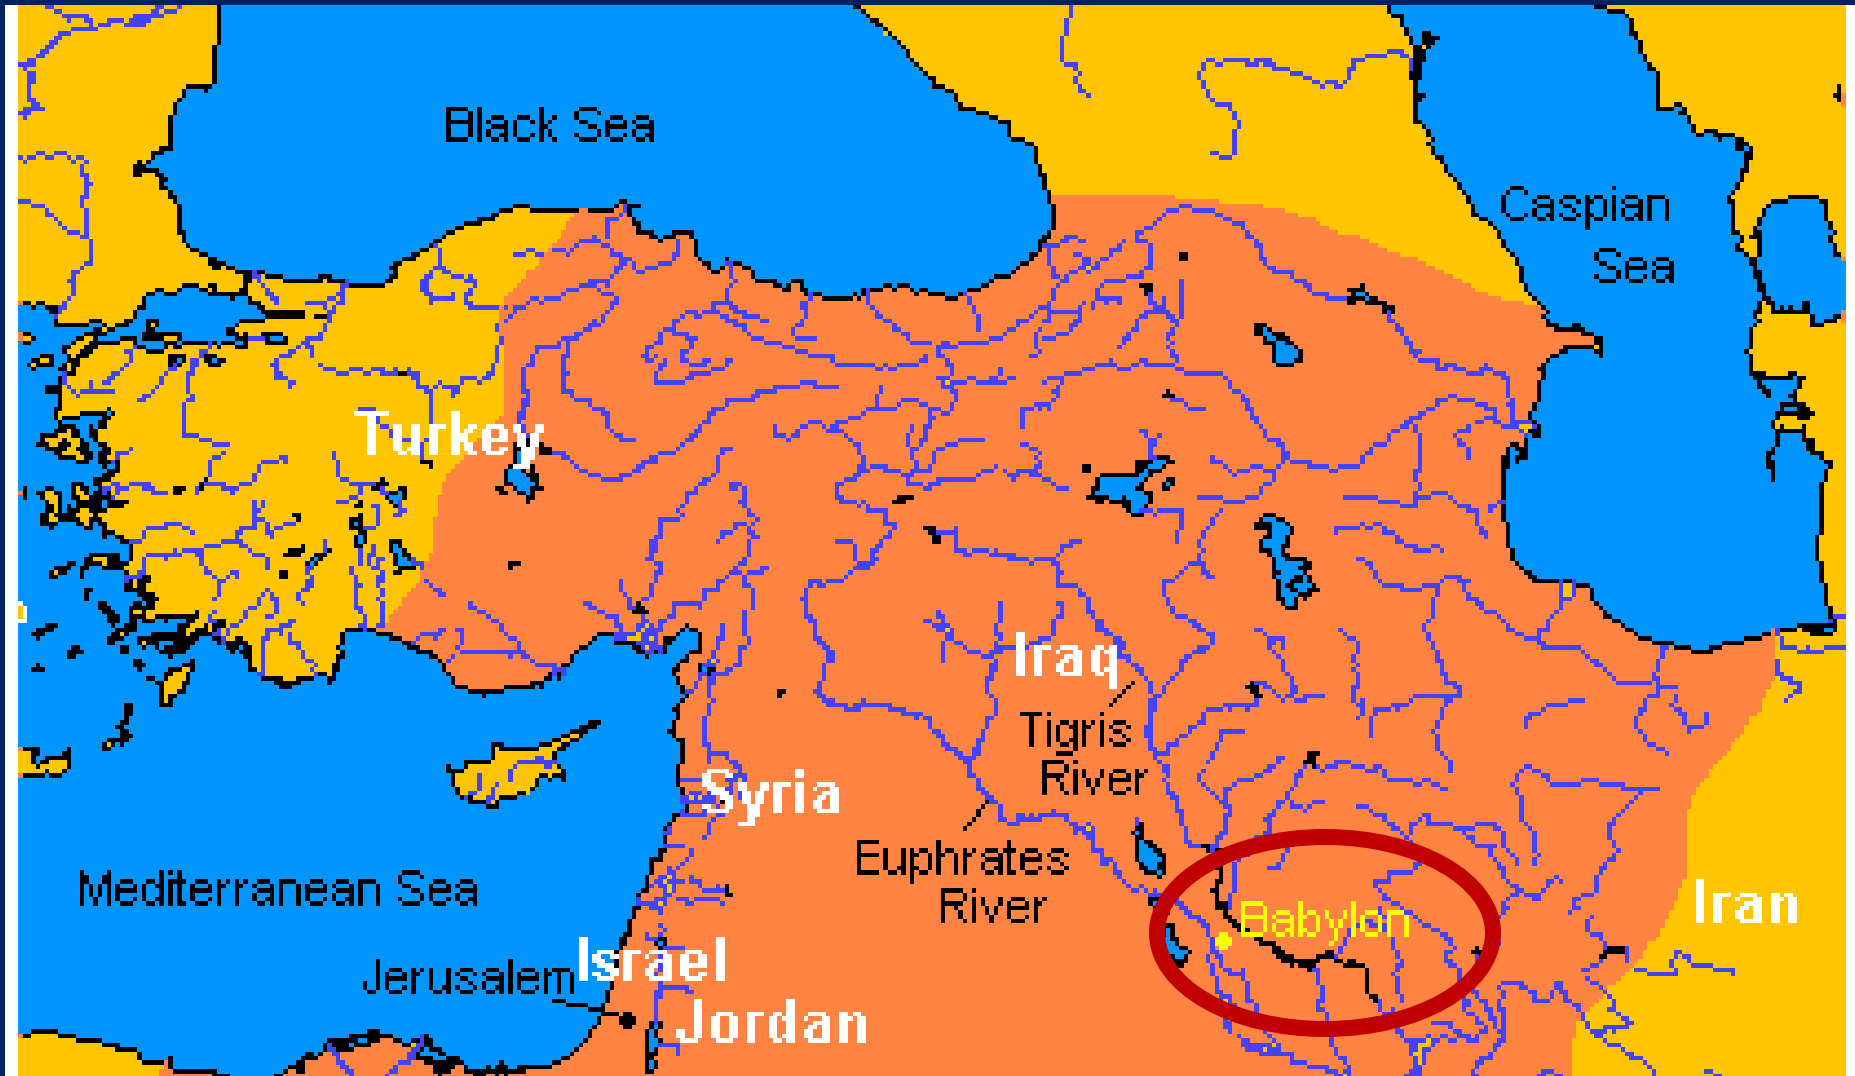 Black Sea
Caspian
Sea
Turkey
Iraq
Tigris
River
Syria
Euphrates
River
Mediterranean Sea
Babylon
Iran
Israel
Jerusalem
Jordan